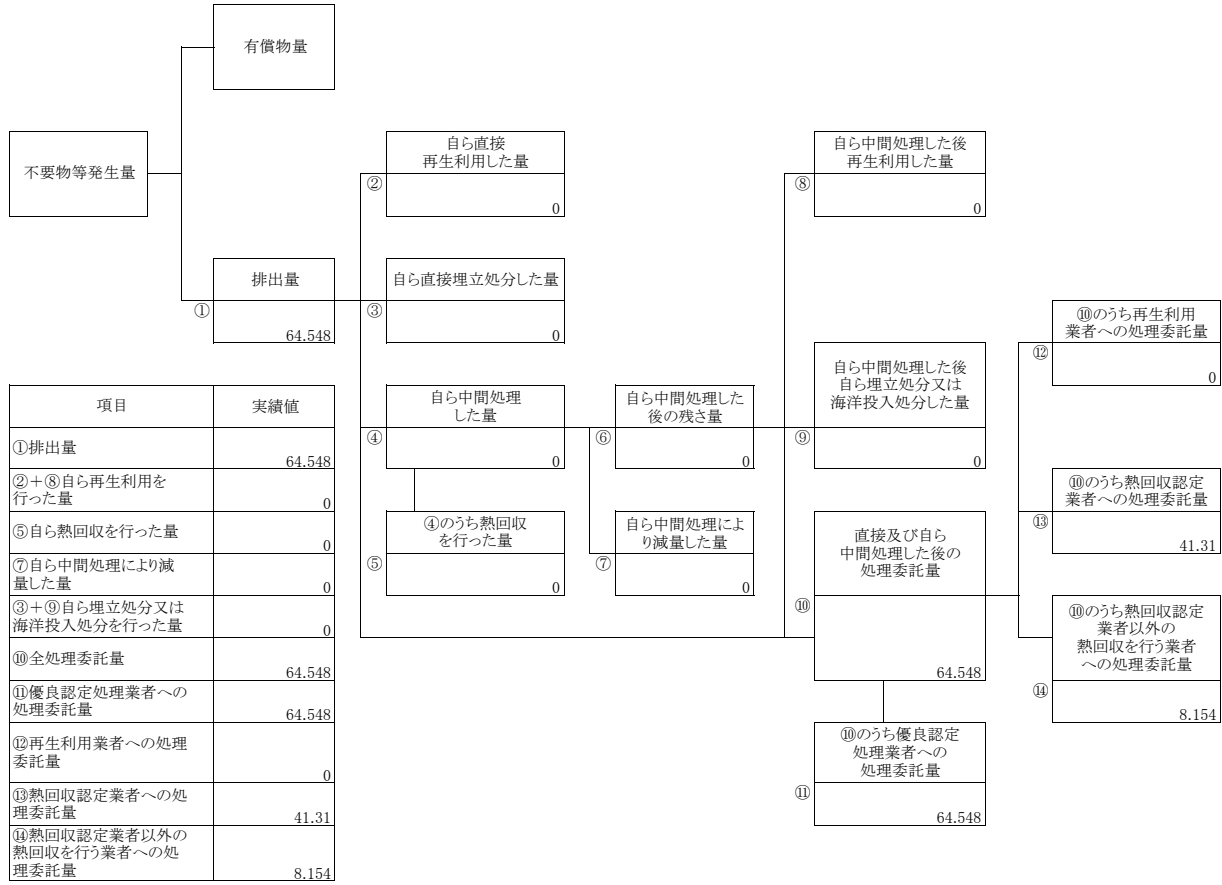 有償物量
不要物等発生量
自ら直接
再生利用した量
②
0
自ら中間処理した後
再生利用した量
⑧
0
排出量
①
64.548
自ら直接埋立処分した量
③
0
⑩のうち再生利用
業者への処理委託量
⑫
0
自ら中間処理
した量
④
0
自ら中間処理した
後の残さ量
⑥
0
自ら中間処理した後
自ら埋立処分又は
海洋投入処分した量
⑨
0
⑩のうち熱回収認定
業者への処理委託量
⑬
41.31
④のうち熱回収
を行った量
⑤
0
自ら中間処理によ
り減量した量
⑦
0
直接及び自ら
中間処理した後の
処理委託量
⑩
64.548
⑩のうち熱回収認定
業者以外の
熱回収を行う業者
への処理委託量
⑭
8.154
⑩のうち優良認定
処理業者への
処理委託量
⑪
64.548
項目 実績値
①排出量
64.548
②＋⑧自ら再生利用を
行った量
0
⑤自ら熱回収を行った量
0
⑦自ら中間処理により減
量した量
0
③＋⑨自ら埋立処分又は
海洋投入処分を行った量
0
⑩全処理委託量
64.548
⑪優良認定処理業者への
処理委託量
64.548
⑫再生利用業者への処理
委託量
0
⑬熱回収認定業者への処
理委託量
41.31
⑭熱回収認定業者以外の
熱回収を行う業者への処
理委託量
8.154